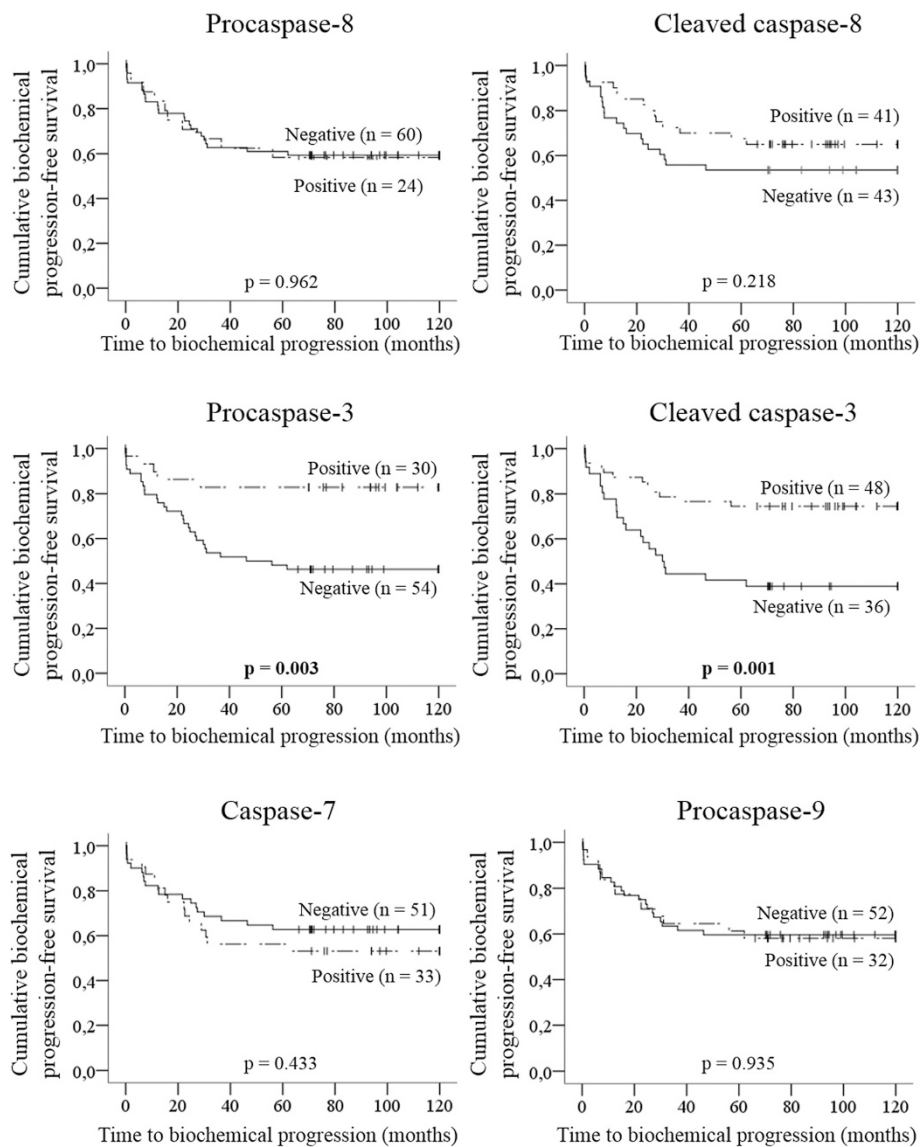 Procaspase-8
Cumulative biochemical
progression-free survival
1,0
0,8
0,6
0,4
0,2
0,0
Negative (n = 60)
Positive (n = 24)
p = 0.962
0 20 40 60 80 100 120
Time to biochemical progression (months)
Cleaved caspase-8
Cumulative biochemical
progression-free survival
1,0
0,8
0,6
0,4
0,2
0,0
Positive (n = 41)
Negative (n = 43)
p = 0.218
0 20 40 60 80 100 120
Time to biochemical progression (months)
Procaspase-3
Cumulative biochemical
progression-free survival
1,0
0,8
0,6
0,4
0,2
0,0
Positive (n = 30)
Negative (n = 54)
p = 0.003
0 20 40 60 80 100 120
Time to biochemical progression (months)
Cleaved caspase-3
Cumulative biochemical
progression-free survival
1,0
0,8
0,6
0,4
0,2
0,0
Positive (n = 48)
Negative (n = 36)
p = 0.001
0 20 40 60 80 100 120
Time to biochemical progression (months)
Caspase-7
Cumulative biochemical
progression-free survival
1,0
0,8
0,6
0,4
0,2
0,0
Negative (n = 51)
Positive (n = 33)
p = 0.433
0 20 40 60 80 100 120
Time to biochemical progression (months)
Procaspase-9
Cumulative biochemical
progression-free survival
1,0
0,8
0,6
0,4
0,2
0,0
Negative (n = 52)
Positive (n = 32)
p = 0.935
0 20 40 60 80 100 120
Time to biochemical progression (months)